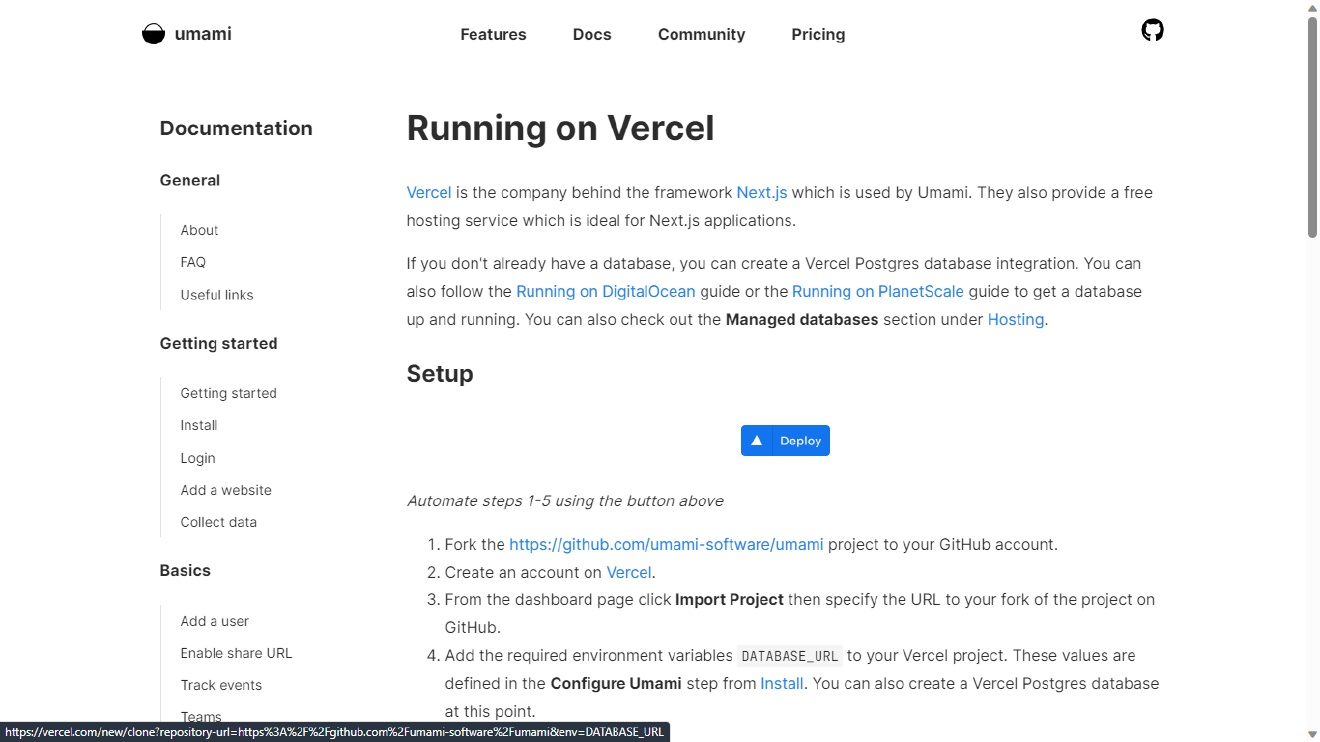 umami
Features
Docs
Community
Pricing
Documentation
General
About
FAQ
Useful links
Getting started
Getting started
Install
Login
Add a website
Collect data
Basics
Add a user
Enable share URL
Track events
Teams
Running on Vercel
Vercel is the company behind the framework Next.js which is used by Umami. They also provide a free
hosting service which is ideal for Next.js applications.
If you don't already have a database, you can create a Vercel Postgres database integration. You can
also follow the Running on DigitalOcean guide or the Running on PlanetScale guide to get a database
up and running. You can also check out the Managed databases section under Hosting.
Setup
Deploy
Automate steps 1-5 using the button above
1. Fork the https://github.com/umami-software/umami project to your GitHub account.
2. Create an account on Vercel.
3. From the dashboard page click Import Project then specify the URL to your fork of the project on
GitHub.
4. Add the required environment variables DATABASE_URL to your Vercel project. These values are
defined in the Configure Umami step from Install. You can also create a Vercel Postgres database
at this point.
https://vercel.com/new/clone?repository-url=https%3A%2F%2Fgithub.com%2Fumami-software%2Fumami&env=DATABASE_URL